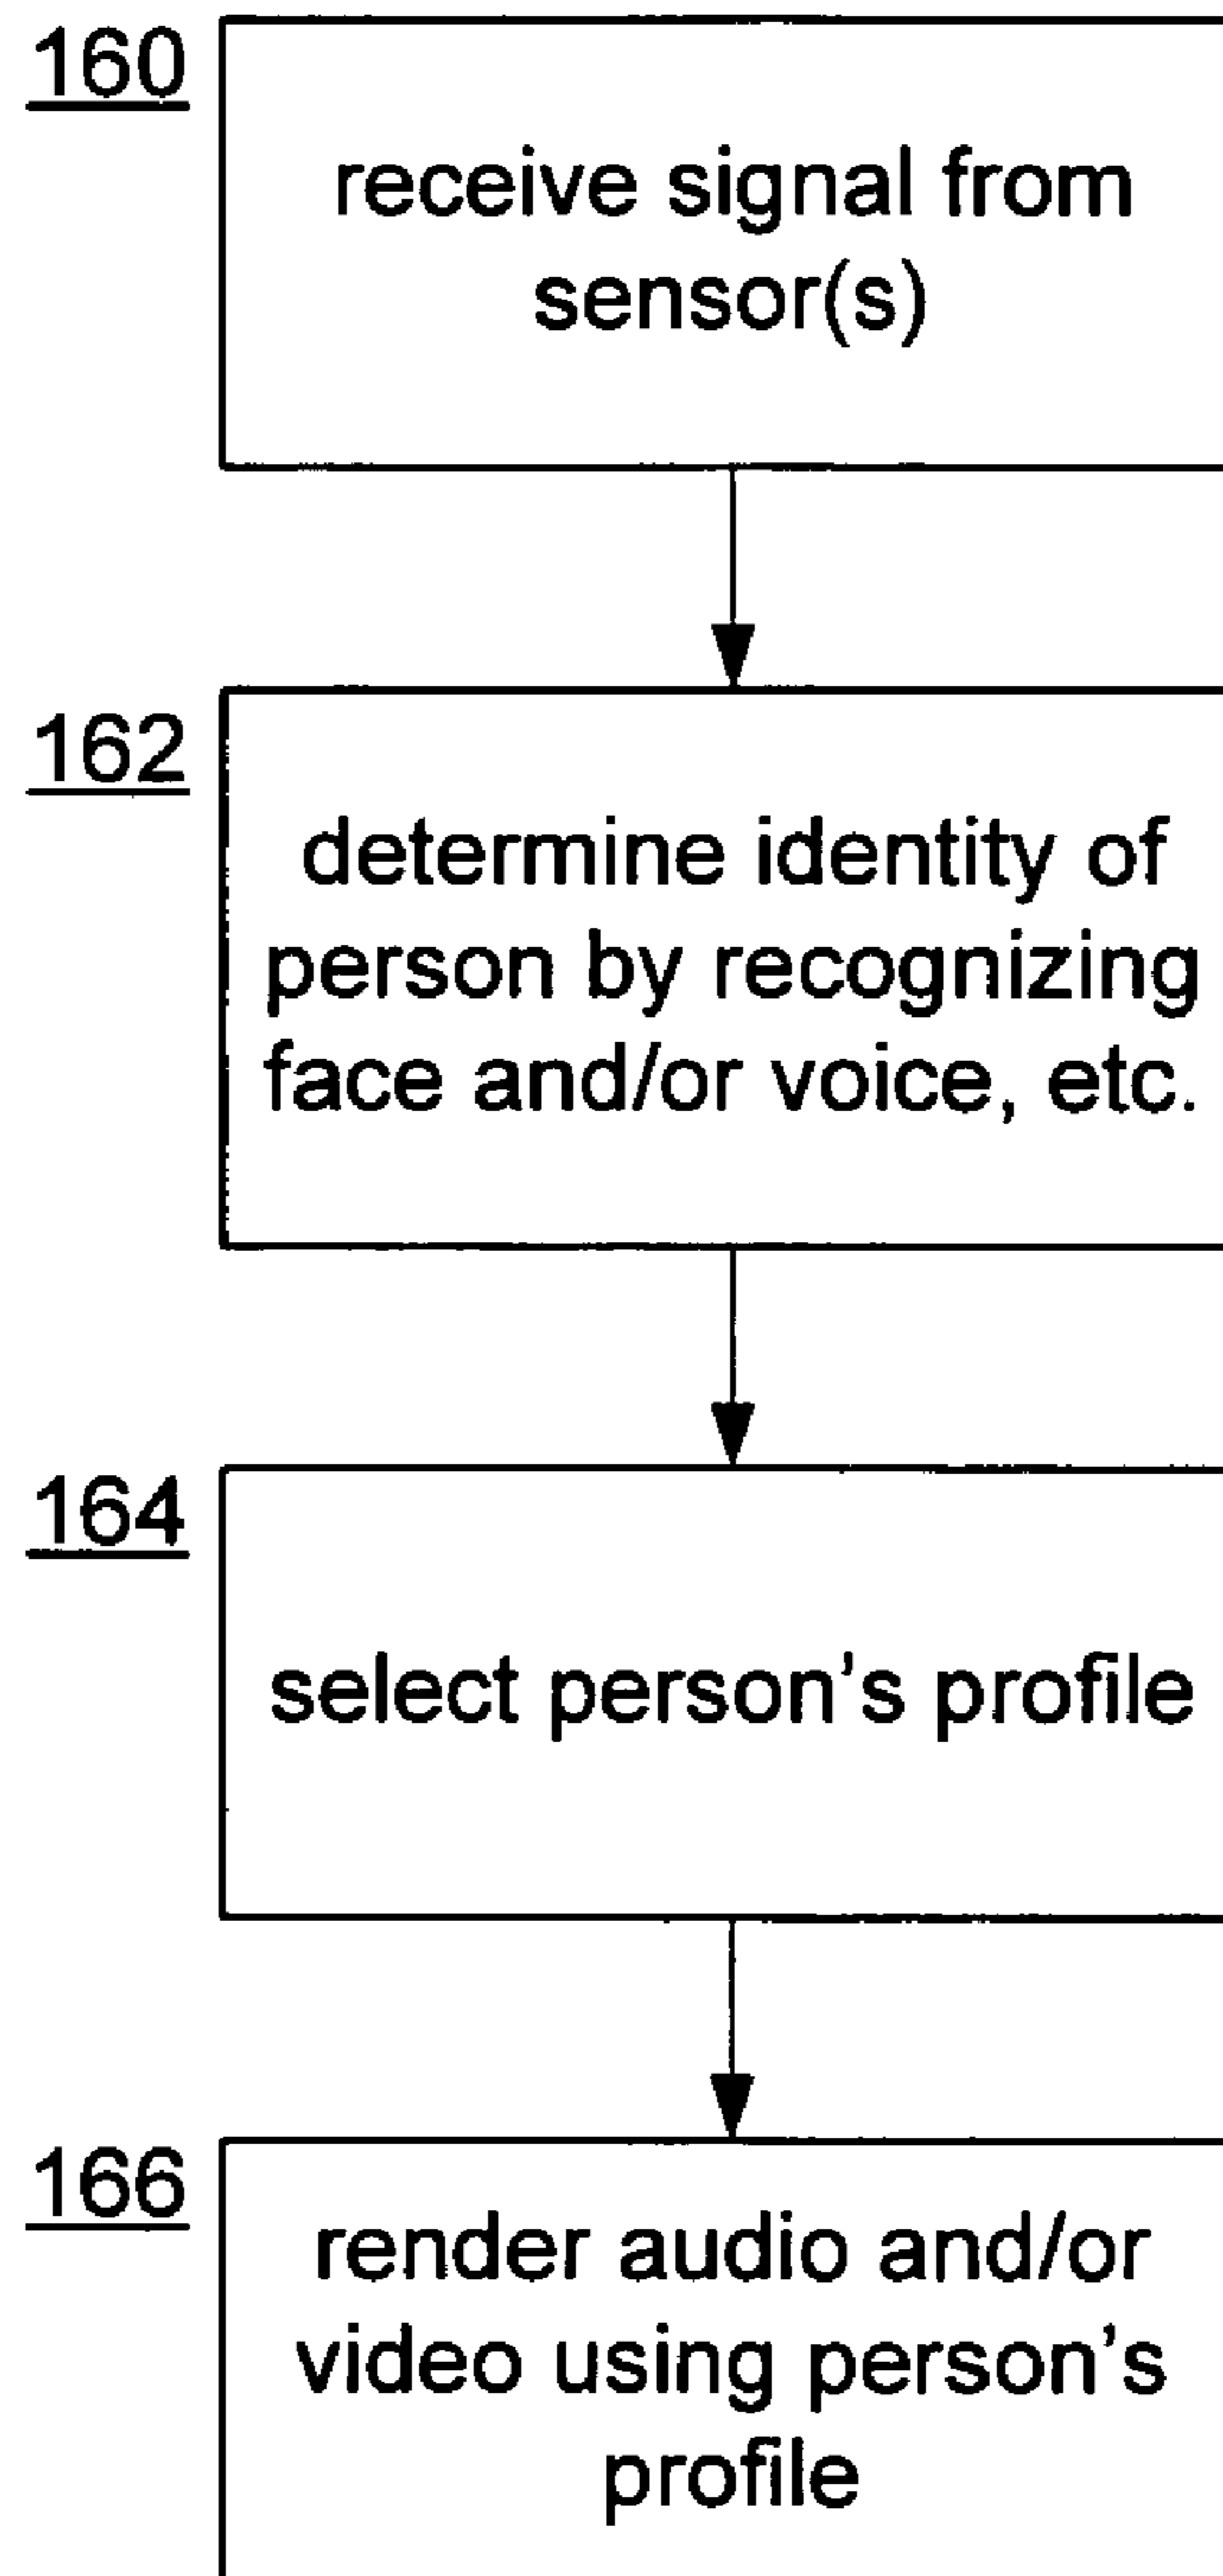 160
receive signal from
sensor(s)
162
determine identity of
person by recognizing
face and/or voice, etc.
164
select person's profile
166
render audio and/or
video using person's
profile